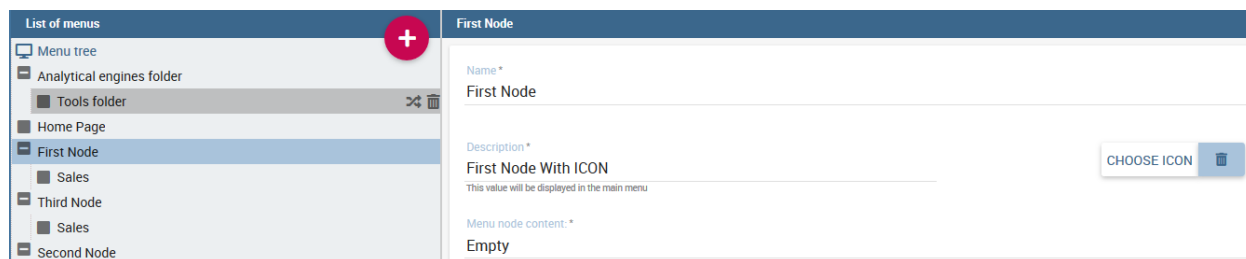 List of menus
Menu tree
Analytical engines folder
Tools folder
Home Page
First Node
Sales
Third Node
Sales
Second Node
First Node
Name *
First Node
Description *
First Node With ICON
This value will be displayed in the main menu
CHOOSE ICON
Menu node content: *
Empty